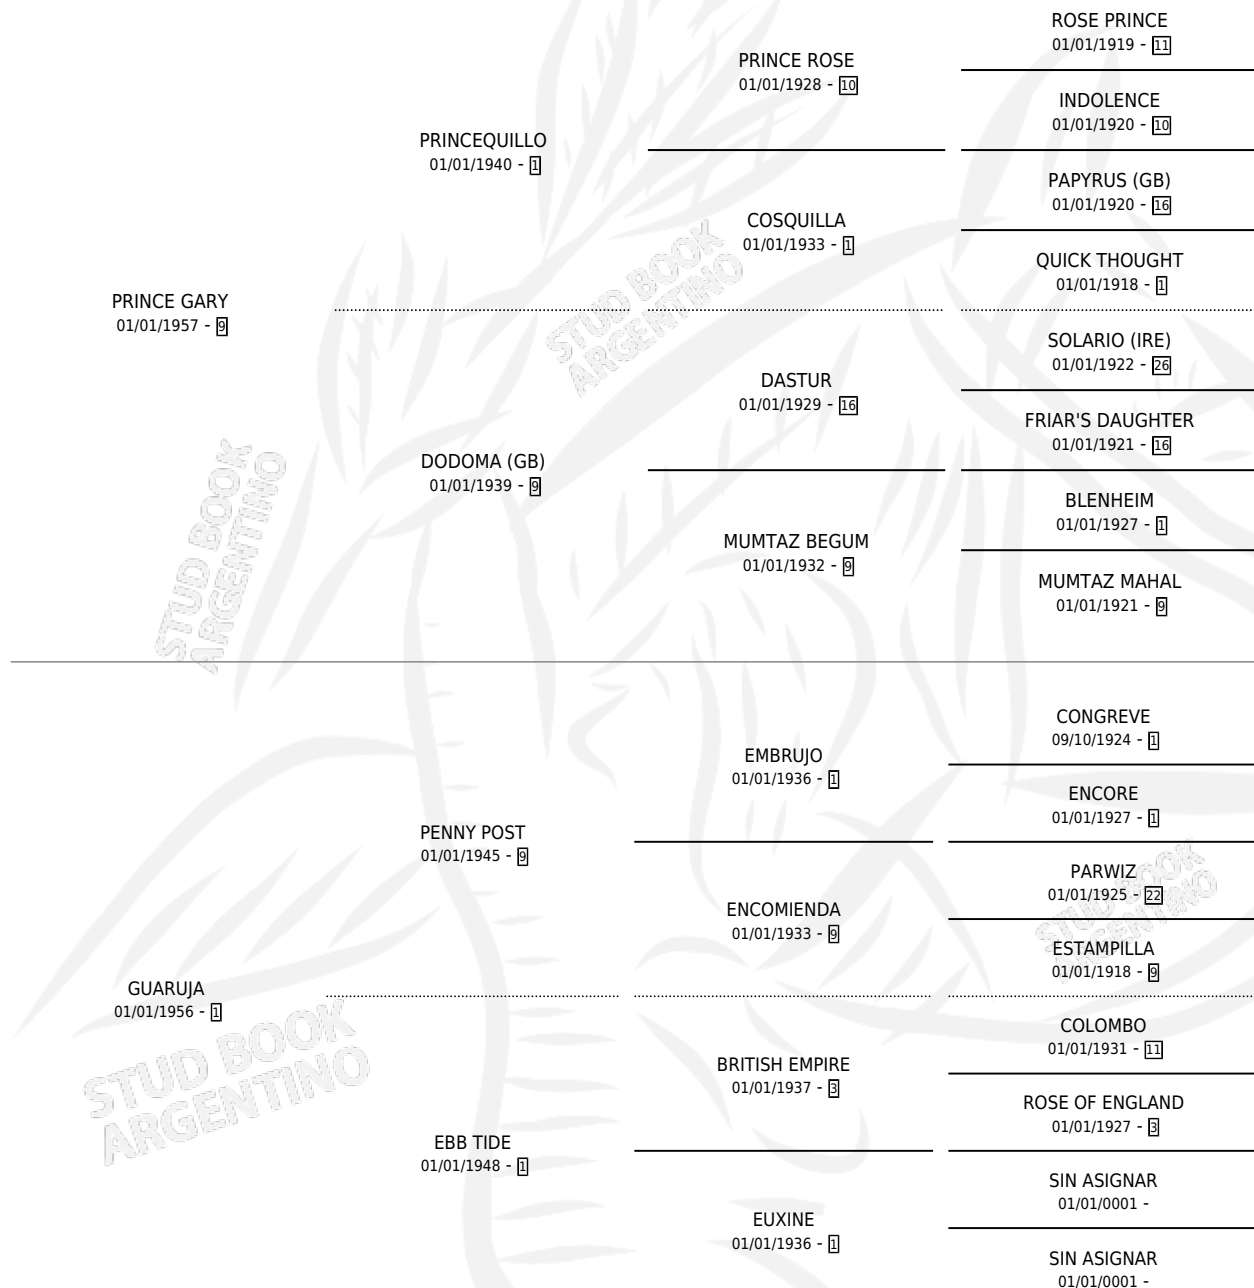 ROSE PRINCE
01/01/1919 - 11
PRINCE ROSE
01/01/1928 - 10
INDOLENCE
01/01/1920 - 10
PRINCEQUILLO
01/01/1940 - 1
PAPYRUS (GB)
01/01/1920 - 16
COSQUILLA
01/01/1933 - 1
QUICK THOUGHT
01/01/1918 - 1
PRINCE GARY
01/01/1957 - 9
SOLARIO (IRE)
01/01/1922 - 26
DASTUR
01/01/1929 - 16
FRIAR'S DAUGHTER
01/01/1921 - 16
DODOMA (GB)
01/01/1939 - 9
BLENHEIM
01/01/1927 - 1
MUMTAZ BEGUM
01/01/1932 - 9
MUMTAZ MAHAL
01/01/1921 - 9
CONGREVE
09/10/1924 - 1
EMBRUJO
01/01/1936 - 1
ENCORE
01/01/1927 - 1
PENNY POST
01/01/1945 - 9
PARWIZ
01/01/1925 - 22
ENCOMIENDA
01/01/1933 - 9
ESTAMPILLA
01/01/1918 - 9
GUARUJA
01/01/1956 - 1
COLOMBO
01/01/1931 - 11
BRITISH EMPIRE
01/01/1937 - 3
ROSE OF ENGLAND
01/01/1927 - 3
EBB TIDE
01/01/1948 - 1
SIN ASIGNAR
01/01/0001 -
EUXINE
01/01/1936 - 1
SIN ASIGNAR
01/01/0001 -
STUD BOOK
ARGENTINO
STUD BOOK
ARGENTINO
STUD BOOK
ARGENTINO
STUD BOOK
ARGENTINO